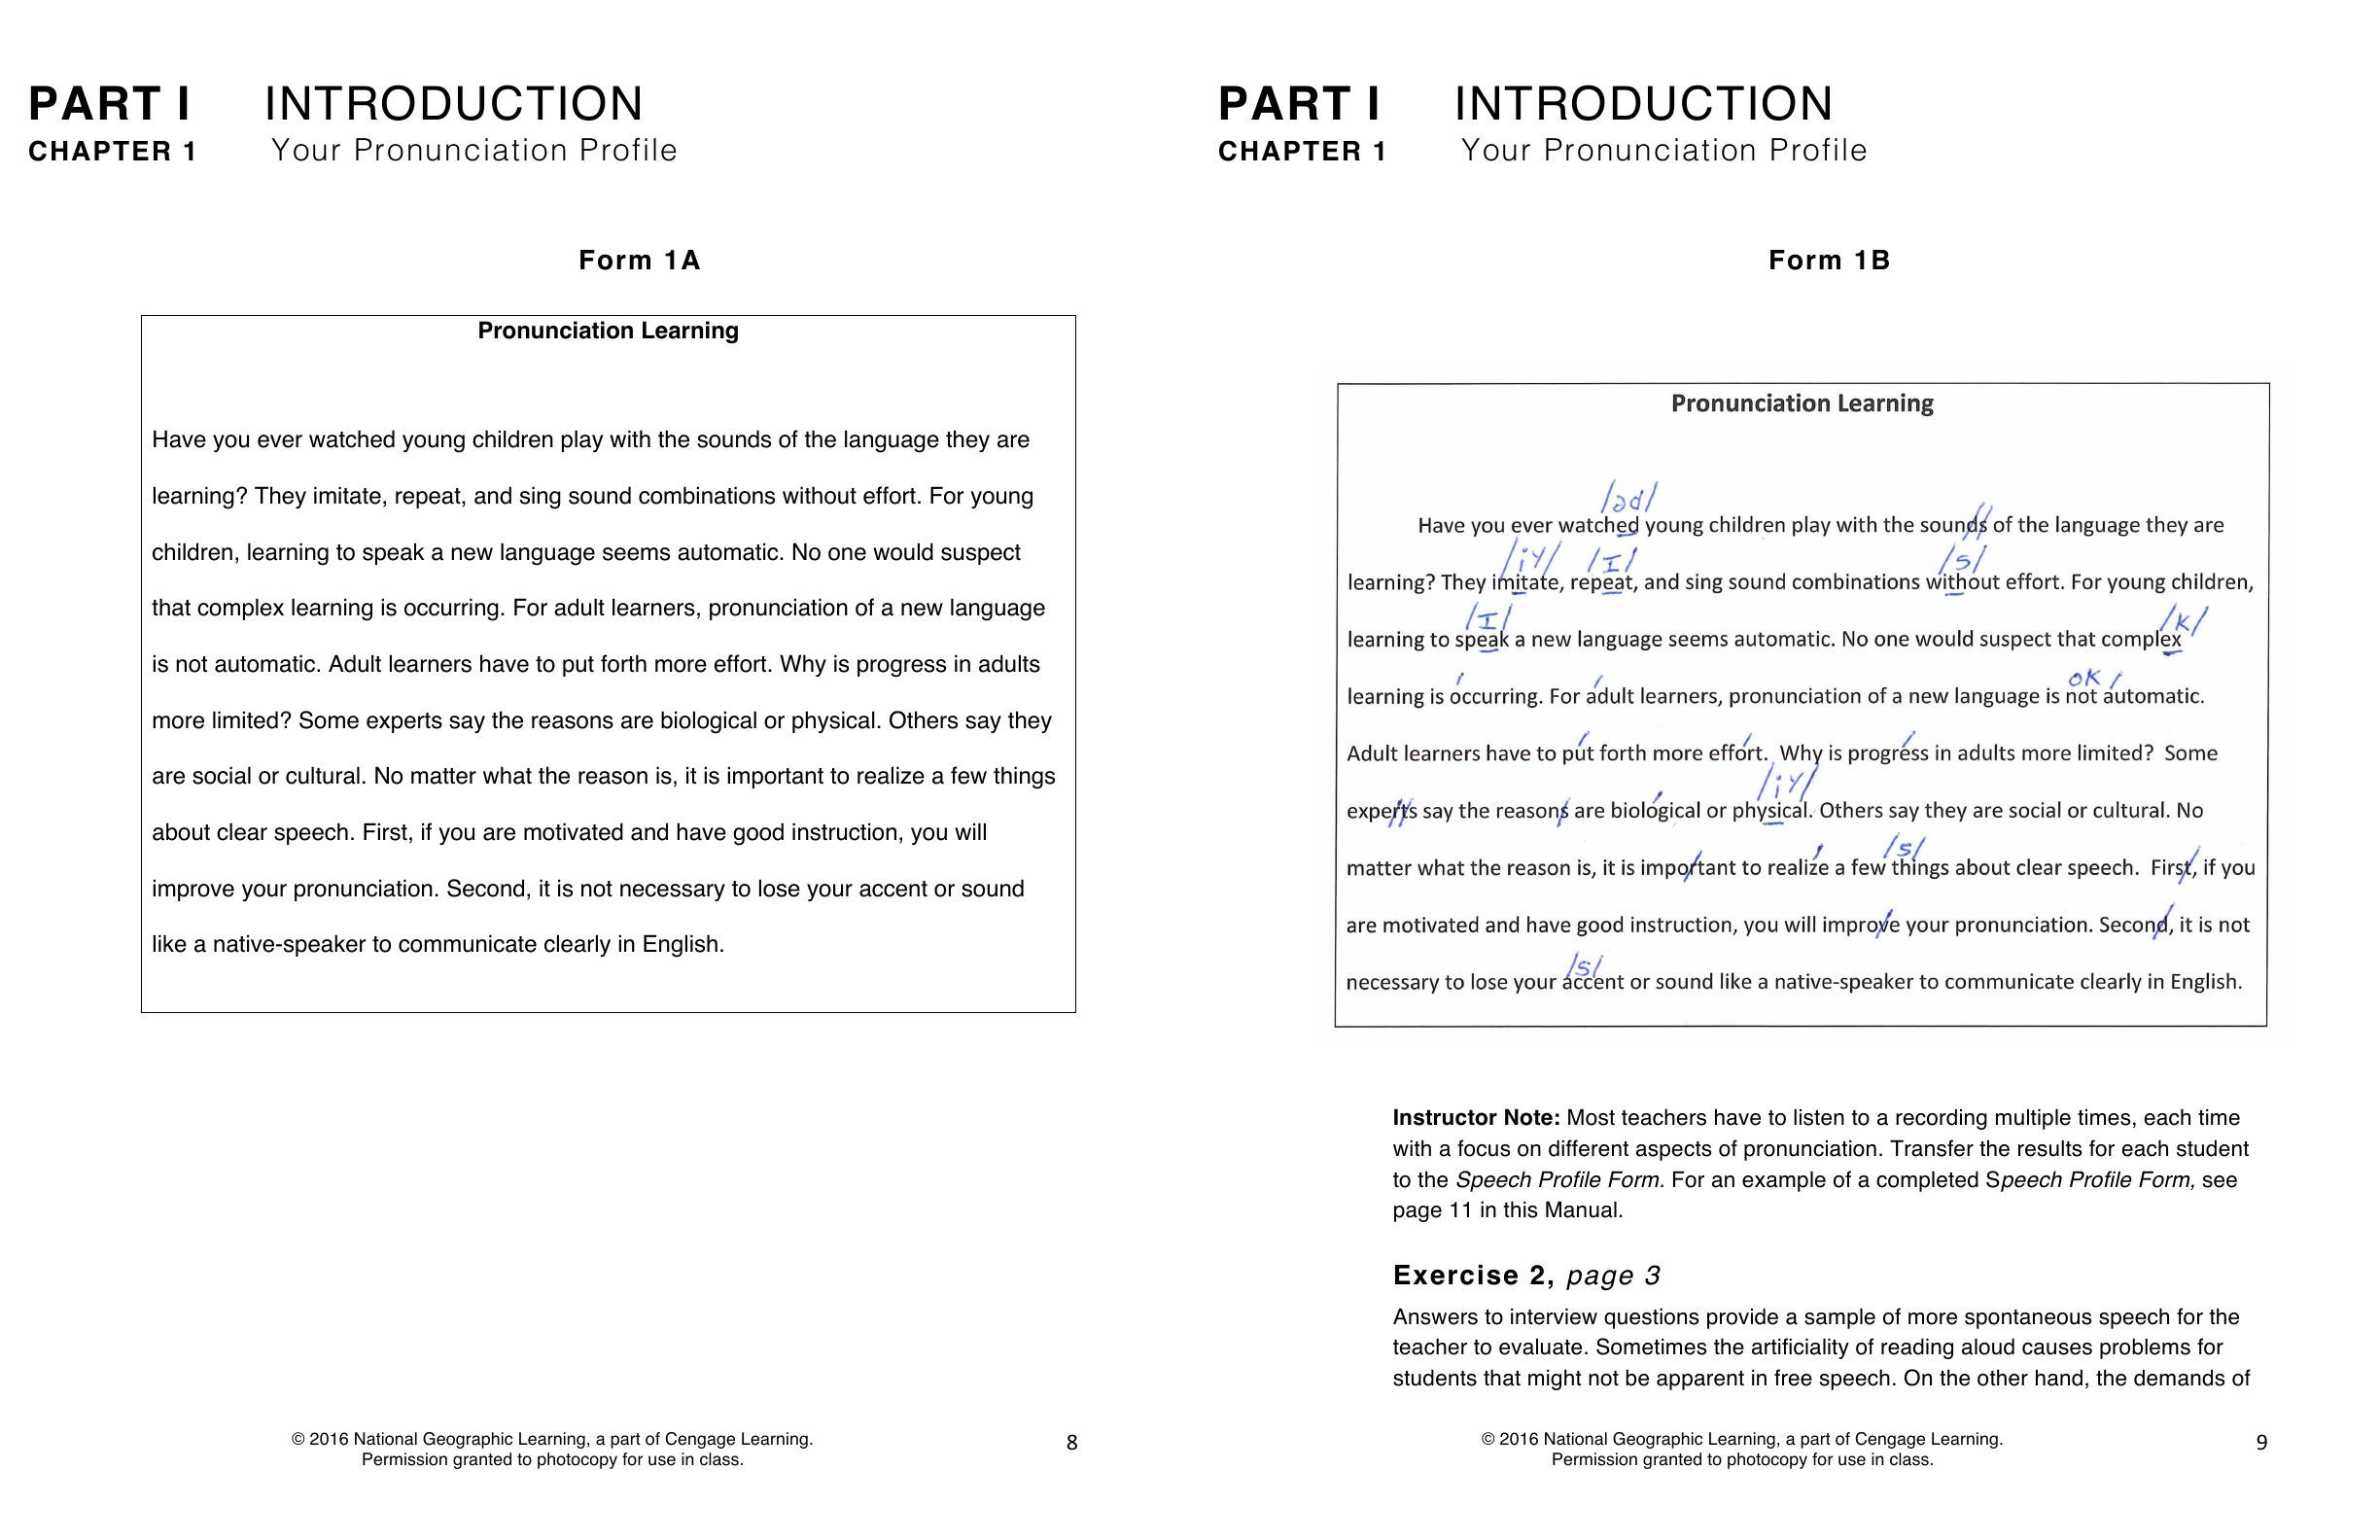 PART I INTRODUCTION
CHAPTER 1 Your Pronunciation Profile
Form 1A
Pronunciation Learning
Have you ever watched young children play with the sounds of the language they are
learning? They imitate, repeat, and sing sound combinations without effort. For young
children, learning to speak a new language seems automatic. No one would suspect
that complex learning is occurring. For adult learners, pronunciation of a new language
is not automatic. Adult learners have to put forth more effort. Why is progress in adults
more limited? Some experts say the reasons are biological or physical. Others say they
are social or cultural. No matter what the reason is, it is important to realize a few things
about clear speech. First, if you are motivated and have good instruction, you will
improve your pronunciation. Second, it is not necessary to lose your accent or sound
like a native-speaker to communicate clearly in English.
© 2016 National Geographic Learning, a part of Cengage Learning.
Permission granted to photocopy for use in class.
8
PART I INTRODUCTION
CHAPTER 1 Your Pronunciation Profile
Form 1B
Pronunciation Learning
/əd/
Have you ever watched young children play with the sounds of the language they are
/iy/ /I/ /s/
learning? They imitate, repeat, and sing sound combinations without effort. For young children,
/I/ /k/
learning to speak a new language seems automatic. No one would suspect that complex
ok
learning is occurring. For adult learners, pronunciation of a new language is not automatic.
Adult learners have to put forth more effort. Why is progress in adults more limited? Some
/iy/
experts say the reasons are biological or physical. Others say they are social or cultural. No
/s/
matter what the reason is, it is important to realize a few things about clear speech. First, if you
are motivated and have good instruction, you will improve your pronunciation. Second, it is not
/s/
necessary to lose your accent or sound like a native-speaker to communicate clearly in English.
Instructor Note: Most teachers have to listen to a recording multiple times, each time
with a focus on different aspects of pronunciation. Transfer the results for each student
to the Speech Profile Form. For an example of a completed Speech Profile Form, see
page 11 in this Manual.
Exercise 2, page 3
Answers to interview questions provide a sample of more spontaneous speech for the
teacher to evaluate. Sometimes the artificiality of reading aloud causes problems for
students that might not be apparent in free speech. On the other hand, the demands of
© 2016 National Geographic Learning, a part of Cengage Learning.
Permission granted to photocopy for use in class.
9